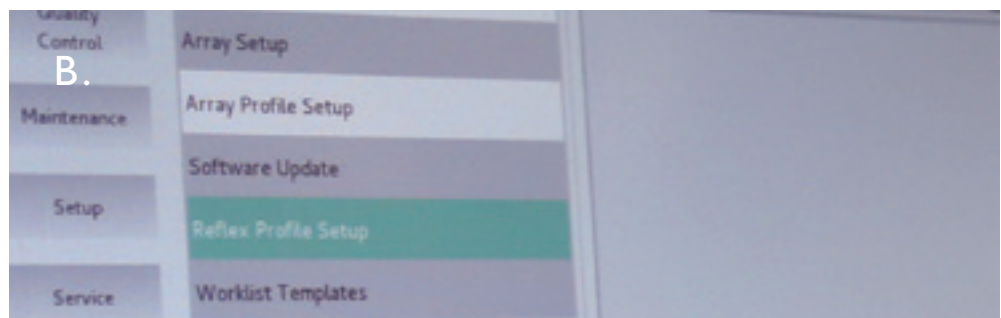 Quality
Control
B.
Maintenance
Setup
Service
Array Setup
Array Profile Setup
Software Update
Reflex Profile Setup
Worklist Templates